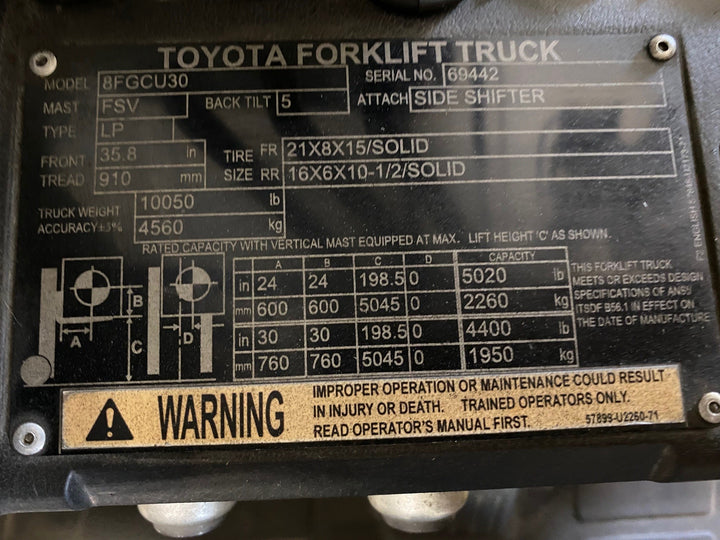 TOYOTA FORKLIFT TRUCK
MODEL 8FGCU30 SERIAL NO. 69442
MAST FSV BACK TILT 5 ATTACH SIDE SHIFTER
TYPE LP
FRONT 35.8 in TIRE FR 21X8X15/SOLID
TREAD 910 mm SIZE RR 16X6X10-1/2/SOLID
TRUCK WEIGHT 10050 lb
ACCURACY±5% 4560 kg
RATED CAPACITY WITH VERTICAL MAST EQUIPPED AT MAX. LIFT HEIGHT 'C' AS SHOWN.
A B C D CAPACITY
in 24 24 198.5 0 5020 lb
mm 600 600 5045 0 2260 kg
in 30 30 198.5 0 4400 lb
mm 760 760 5045 0 1950 kg
A B C D
THIS FORKLIFT TRUCK
MEETS OR EXCEEDS DESIGN
SPECIFICATIONS OF ANSI/
ITSDF B56.1 IN EFFECT ON
THE DATE OF MANUFACTURE
WARNING
IMPROPER OPERATION OR MAINTENANCE COULD RESULT
IN INJURY OR DEATH. TRAINED OPERATORS ONLY.
READ OPERATOR'S MANUAL FIRST. 57899-U2260-71